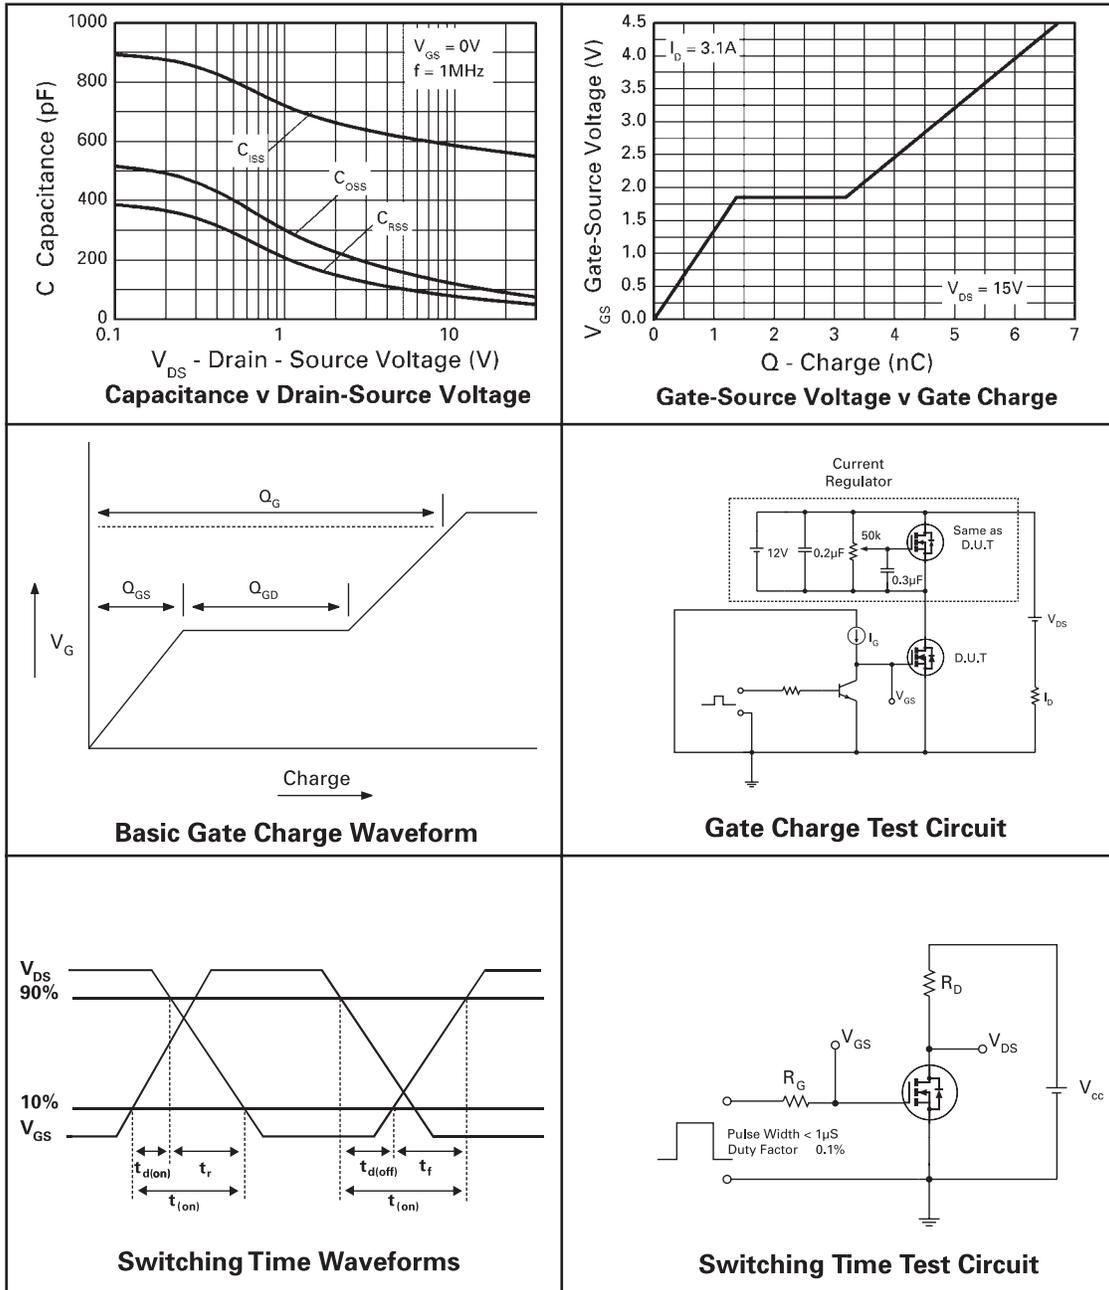 1000
800
600
400
200
0
0.1
1
10
C Capacitance (pF)
V_GS = 0V
f = 1MHz
C_ISS
C_OSS
C_RSS
V_DS - Drain - Source Voltage (V)
Capacitance v Drain-Source Voltage
4.5
4.0
3.5
3.0
2.5
2.0
1.5
1.0
0.5
0.0
0
1
2
3
4
5
6
7
V_GS Gate-Source Voltage (V)
I_D = 3.1A
V_DS = 15V
Q - Charge (nC)
Gate-Source Voltage v Gate Charge
Q_G
Q_GS
Q_GD
V_G
Charge
Basic Gate Charge Waveform
Current
Regulator
12V
0.2µF
50k
0.3µF
Same as
D.U.T
V_DS
I_G
D.U.T
V_GS
I_D
Gate Charge Test Circuit
V_DS
90%
10%
V_GS
t_d(on)
t_r
t_(on)
t_d(off)
t_f
t_(on)
Switching Time Waveforms
R_D
V_GS
V_DS
R_G
V_cc
Pulse Width < 1µS
Duty Factor 0.1%
Switching Time Test Circuit